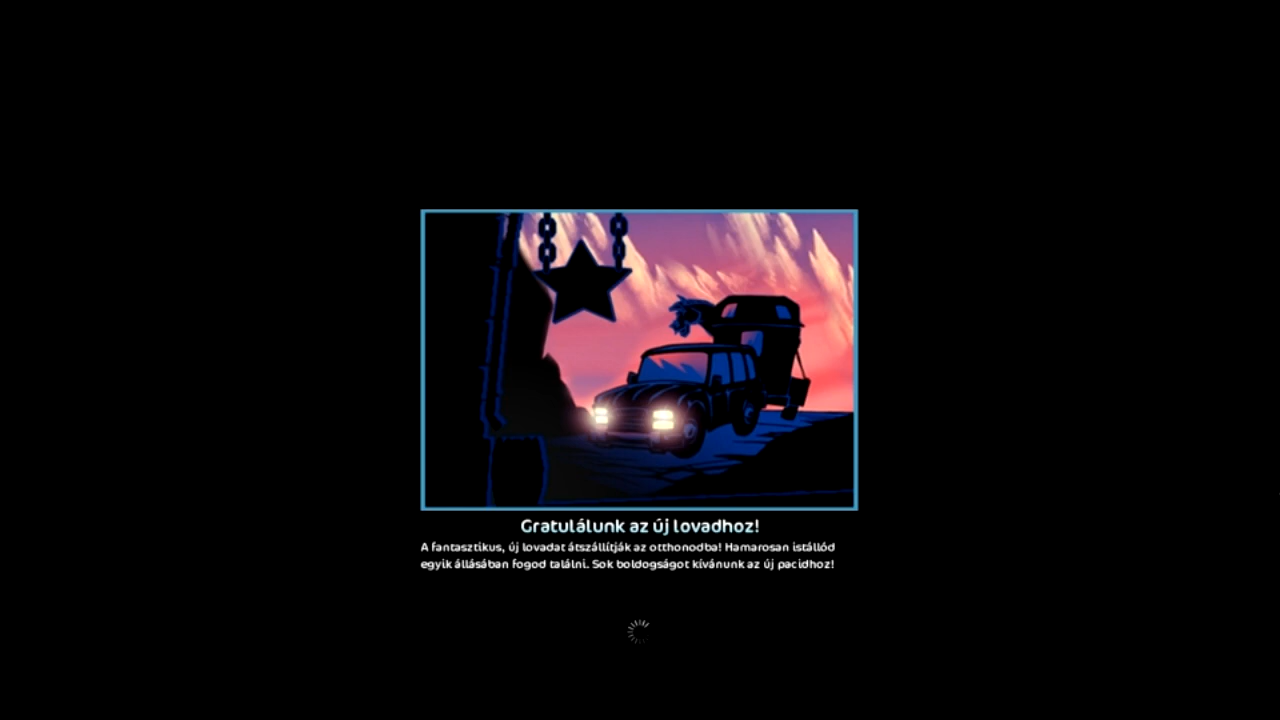 Gratulálunk az új lovadhoz!
A fantasztikus, új lovadat átszállítják az otthonodba! Hamarosan istállód
egyik állásában fogod találni. Sok boldogságot kívánunk az új pacidhoz!